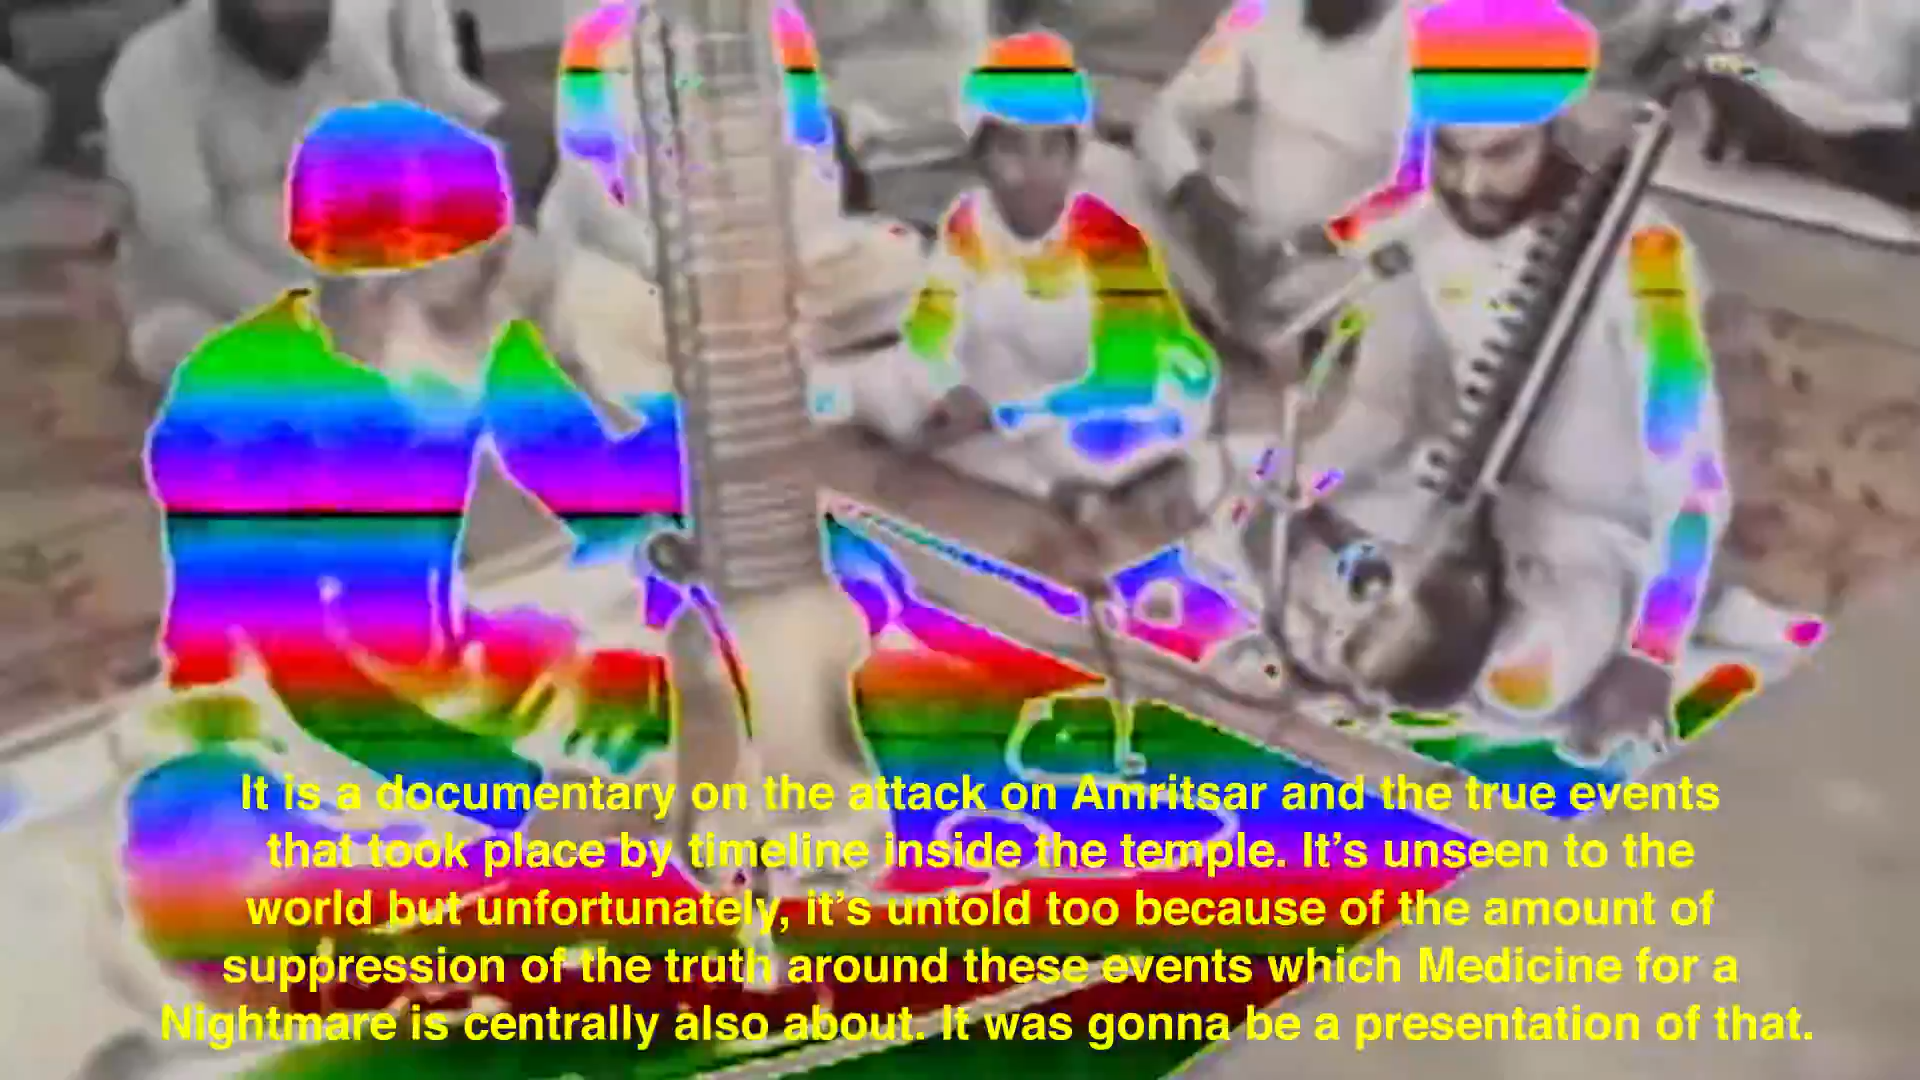 It is a documentary on the attack on Amritsar and the true events
that took place by timeline inside the temple. It’s unseen to the
world but unfortunately, it’s untold too because of the amount of
suppression of the truth around these events which Medicine for a
Nightmare is centrally also about. It was gonna be a presentation of that.